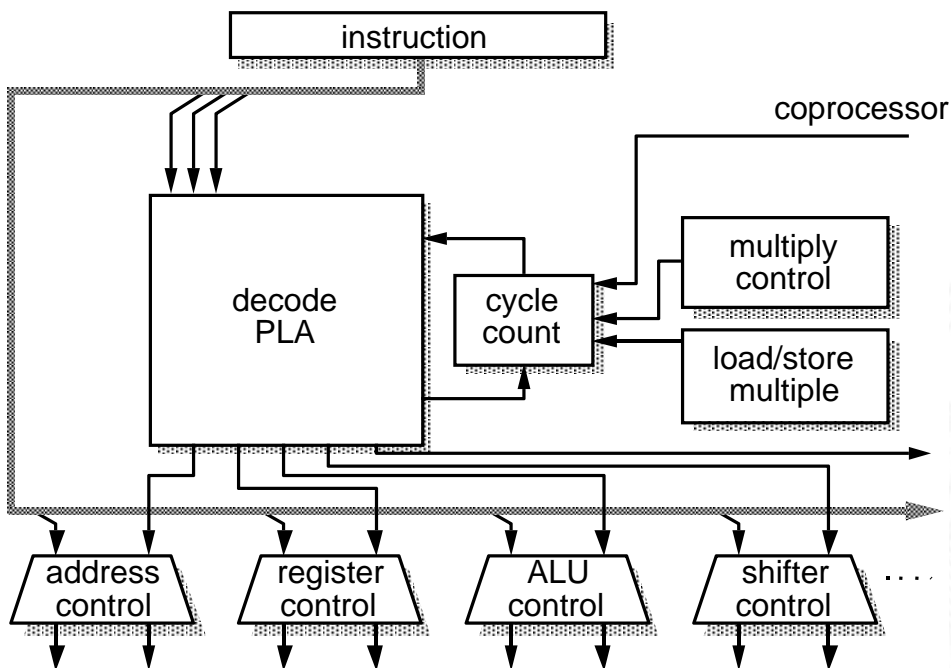 instruction
coprocessor
multiply
control
decode
PLA
cycle
count
load/store
multiple
address
control
register
control
ALU
control
shifter
control
. . . .